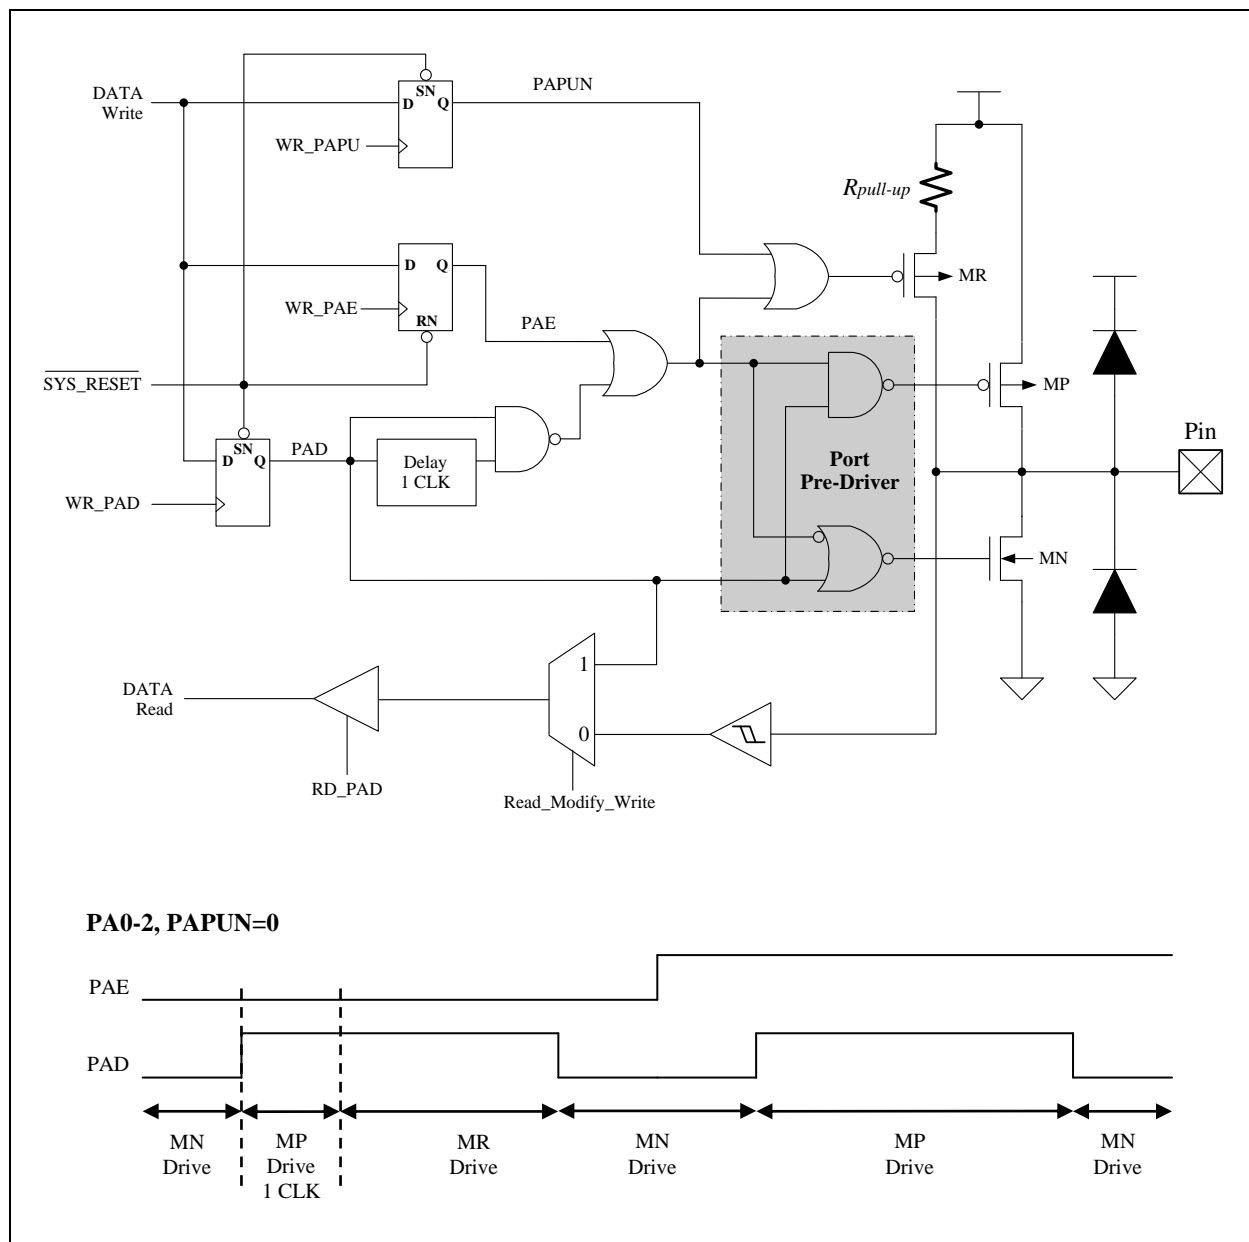 DATA
Write
D
SN
Q
PAPUN
WR_PAPU
Rpull-up
D
Q
MR
WR_PAE
RN
PAE
SYS_RESET
MP
D
SN
Q
PAD
Delay
1 CLK
Port
Pre-Driver
Pin
WR_PAD
MN
1
DATA
Read
0
RD_PAD
Read_Modify_Write
PA0-2, PAPUN=0
PAE
PAD
MN
Drive
MP
Drive
1 CLK
MR
Drive
MN
Drive
MP
Drive
MN
Drive